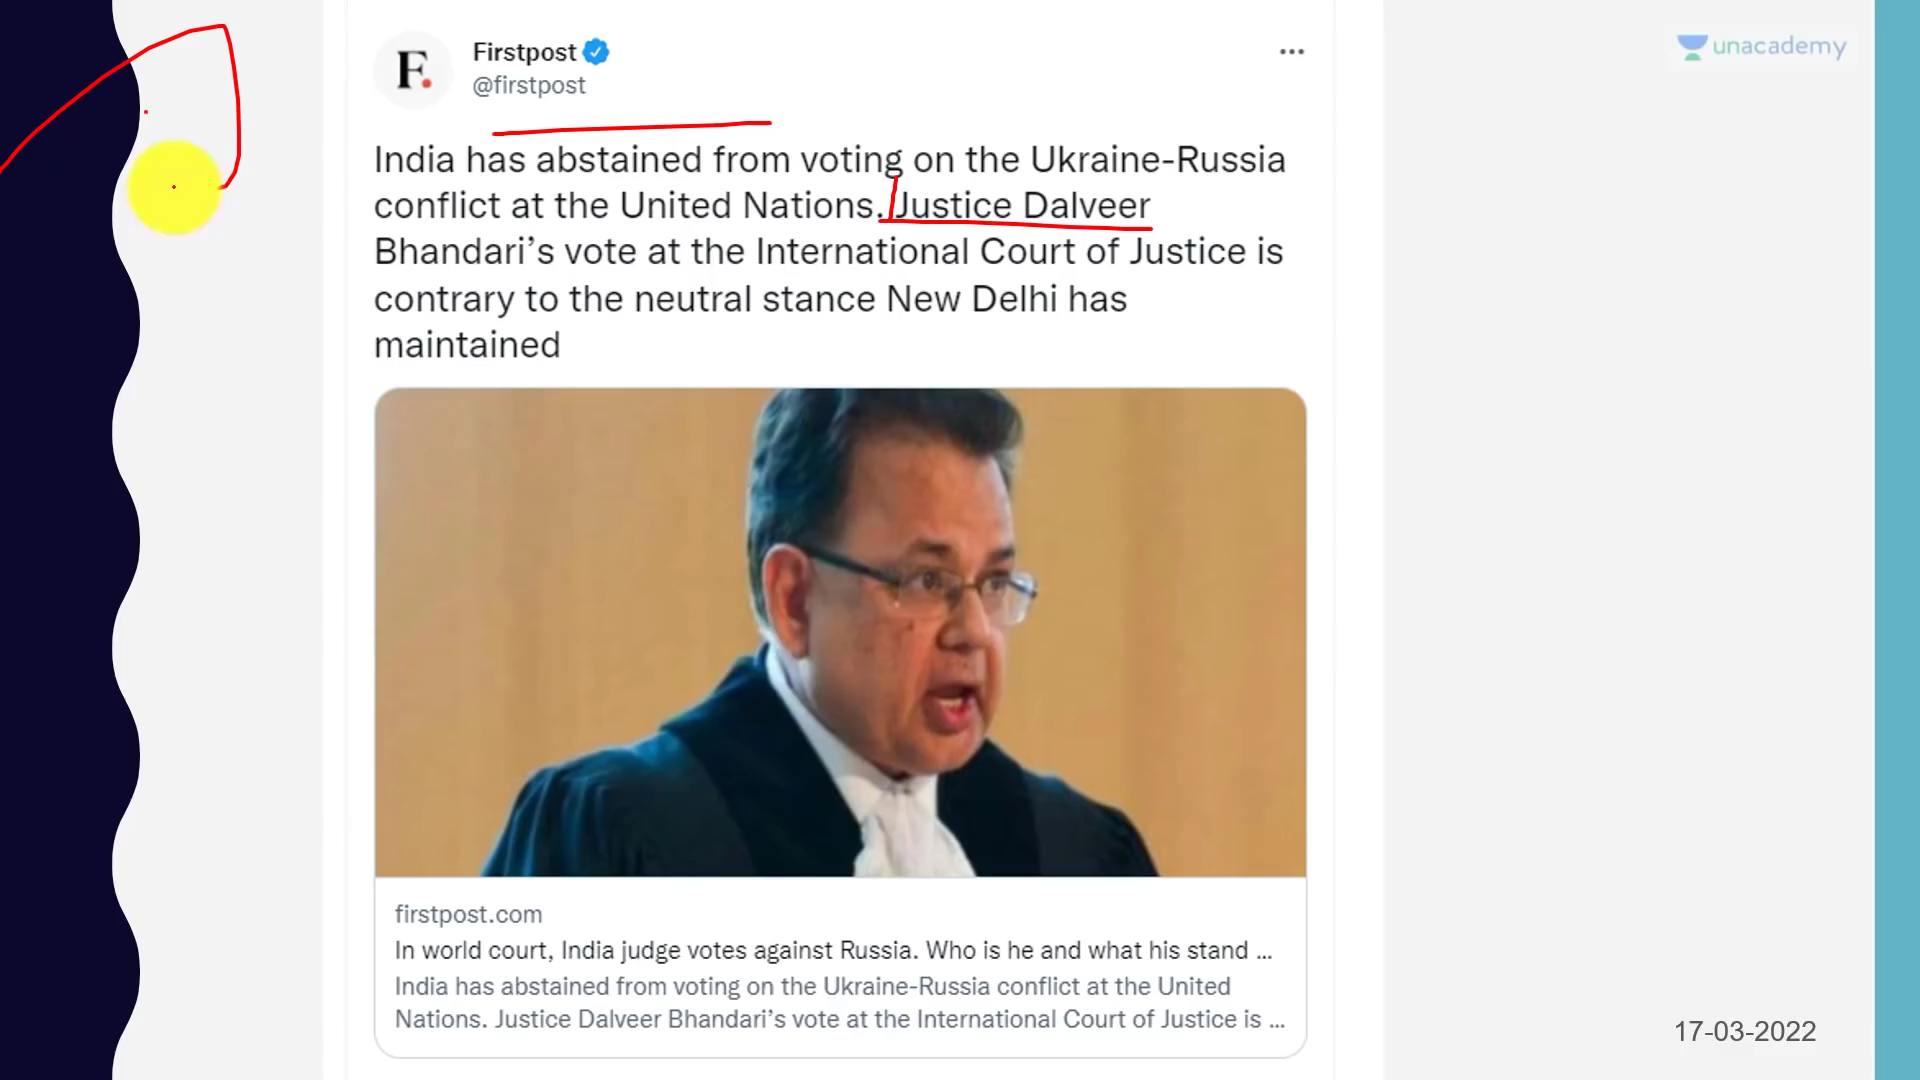 Firstpost
@firstpost
unacademy
India has abstained from voting on the Ukraine-Russia
conflict at the United Nations. Justice Dalveer
Bhandari’s vote at the International Court of Justice is
contrary to the neutral stance New Delhi has
maintained
firstpost.com
In world court, India judge votes against Russia. Who is he and what his stand ...
India has abstained from voting on the Ukraine-Russia conflict at the United
Nations. Justice Dalveer Bhandari’s vote at the International Court of Justice is ...
17-03-2022